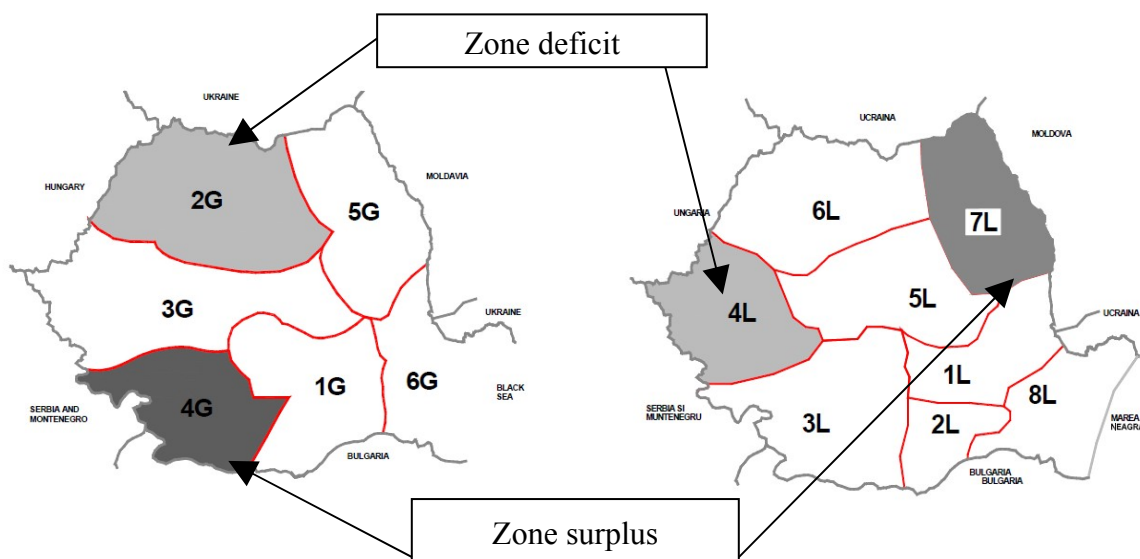 Zone deficit
UKRAINE
HUNGARY
MOLDAVIA
2G
5G
3G
UKRAINE
4G
1G
6G
BLACK
SEA
SERBIA AND
MONTENEGRO
BULGARIA
UCRAINA
MOLDOVA
UNGARIA
6L
7L
4L
5L
UCRAINA
1L
8L
SERBIA SI
MUNTENEGRU
3L
2L
MAREA
NEAGRA
BULGARIA
BULGARIA
Zone surplus